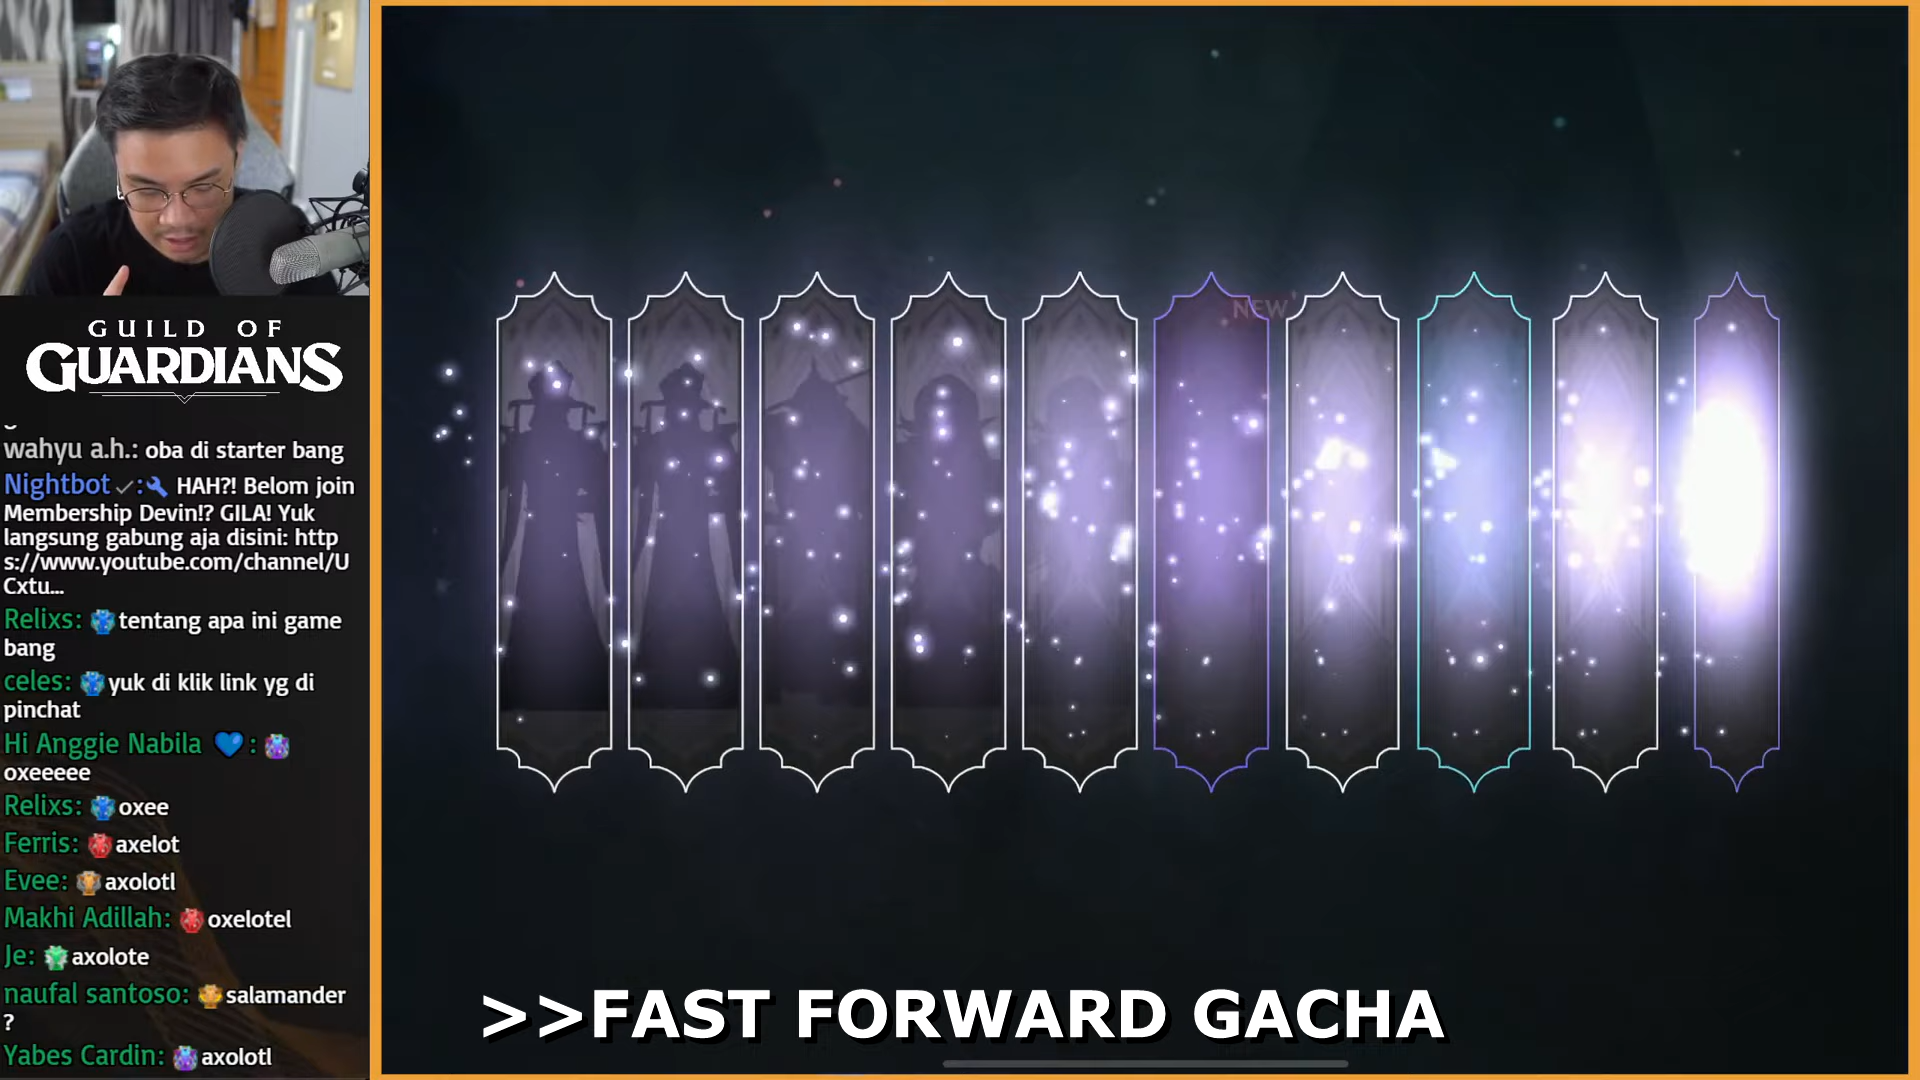 GUILD OF
GUARDIANS
wahyu a.h.: oba di starter bang
Nightbot ✓: HAH?! Belom join
Membership Devin!? GILA! Yuk
langsung gabung aja disini: http
s://www.youtube.com/channel/U
Cxtu...
Relixs: tentang apa ini game
bang
celes: yuk di klik link yg di
pinchat
Hi Anggie Nabila 💙 :
oxeeeee
Relixs: oxee
Ferris: axelot
Evee: axolotl
Makhi Adillah: oxelotel
Je: axolote
naufal santoso: salamander
?
Yabes Cardin: axolotl
NEW
>>FAST FORWARD GACHA